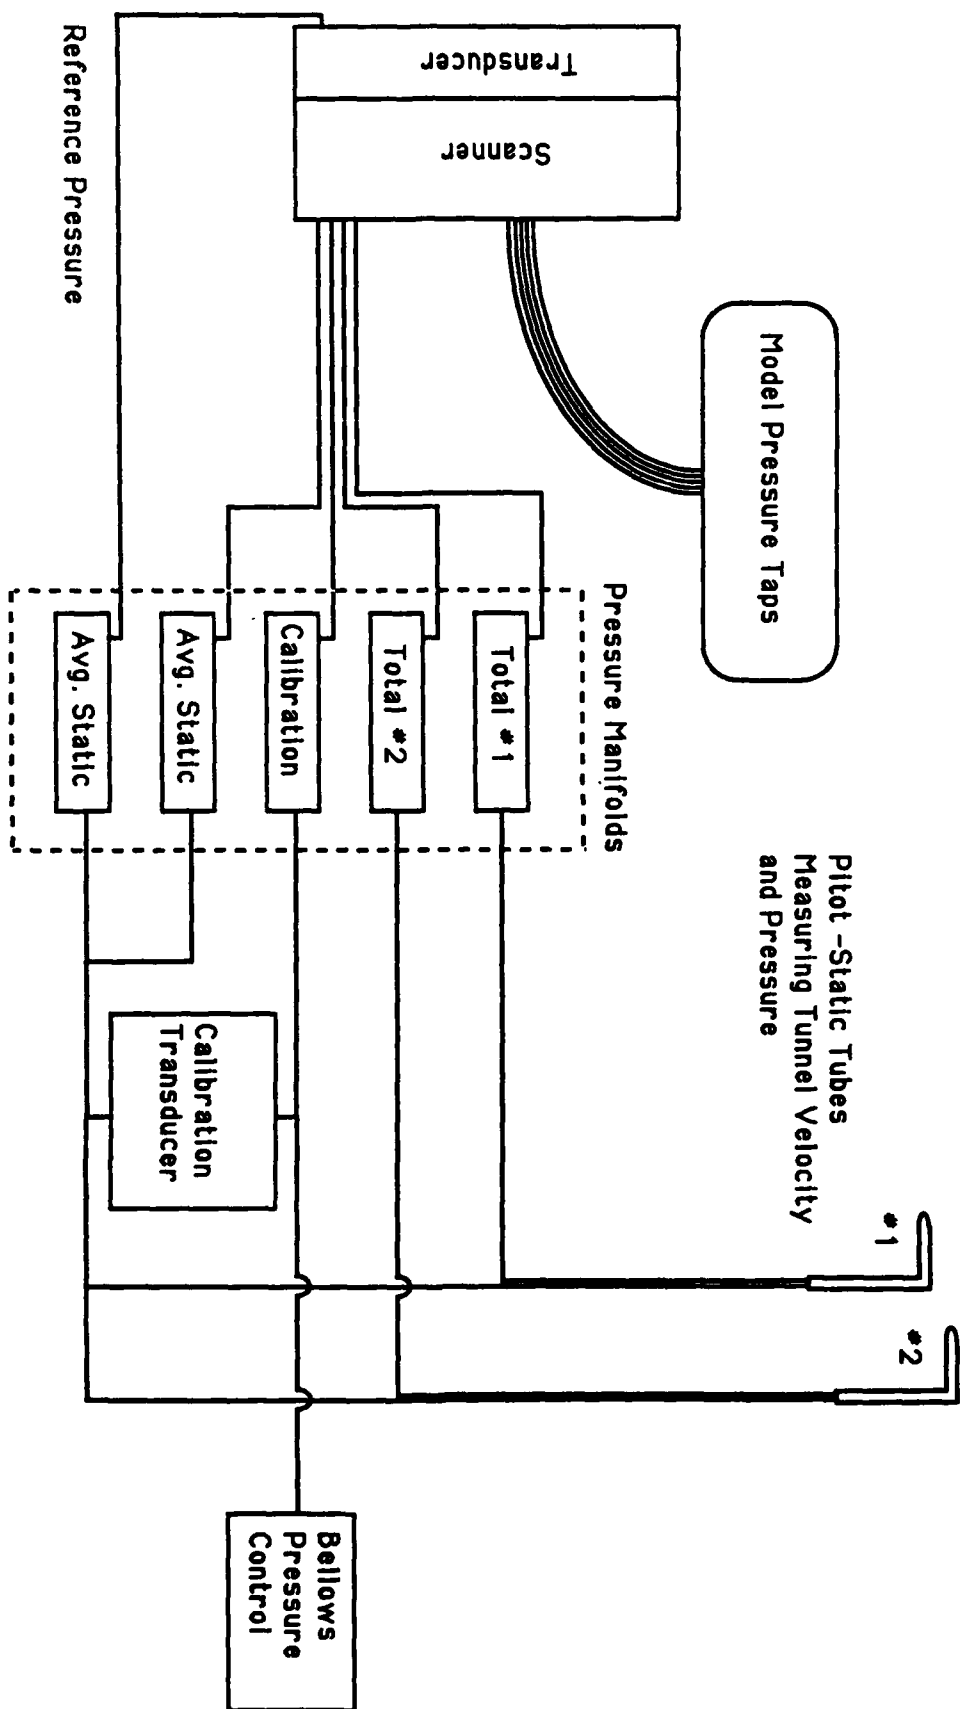 Model Pressure Taps
Pitot -Static Tubes
Measuring Tunnel Velocity
and Pressure
#1
#2
Transducer
Scanner
Pressure Manifolds
Total #1
Total #2
Calibration
Avg. Static
Avg. Static
Calibration
Transducer
Bellows
Pressure
Control
Reference Pressure